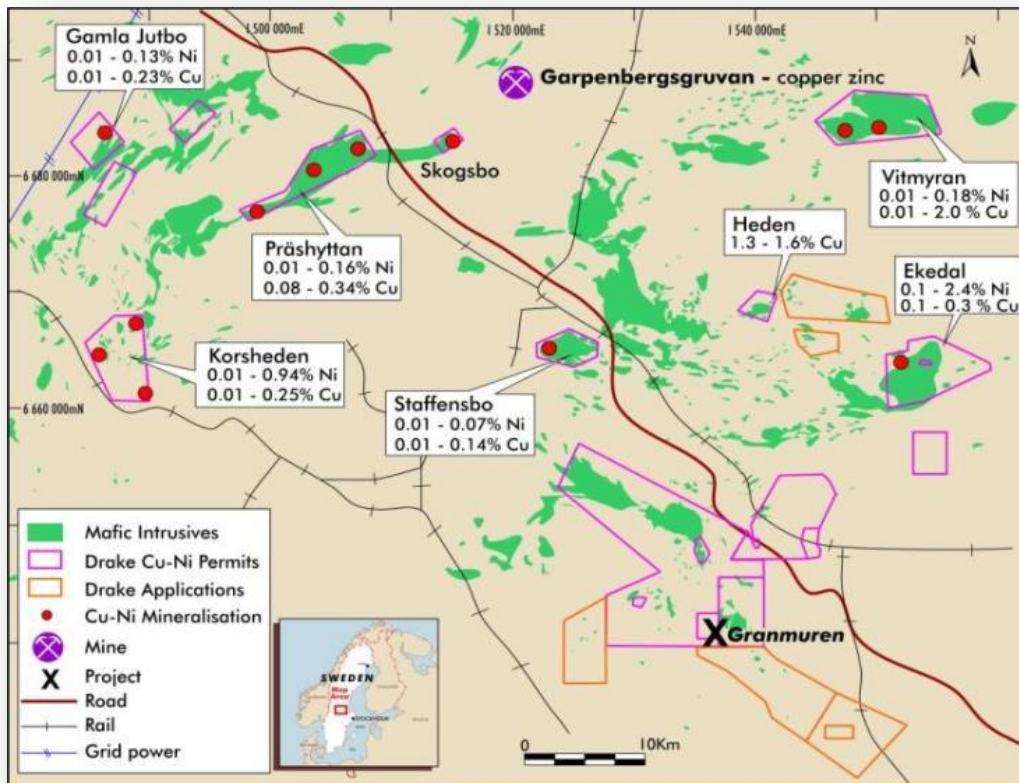 1 500 000mE
1 520 000mE
1 540 000mE
Gamla Jutbo
0.01 - 0.13% Ni
0.01 - 0.23% Cu
N
Garpenbergsgruvan - copper zinc
Skogsbo
6 680 000mN
Vitmyran
0.01 - 0.18% Ni
0.01 - 2.0 % Cu
Präshyttan
0.01 - 0.16% Ni
0.08 - 0.34% Cu
Heden
1.3 - 1.6% Cu
Ekedal
0.1 - 2.4% Ni
0.1 - 0.3 % Cu
Korsheden
0.01 - 0.94% Ni
0.01 - 0.25% Cu
6 660 000mN
Staffensbo
0.01 - 0.07% Ni
0.01 - 0.14% Cu
Granmuren
Mafic Intrusives
Drake Cu-Ni Permits
Drake Applications
Cu-Ni Mineralisation
Mine
X Project
Road
Rail
Grid power
SWEDEN
Map
Area
STOCKHOLM
0 10Km